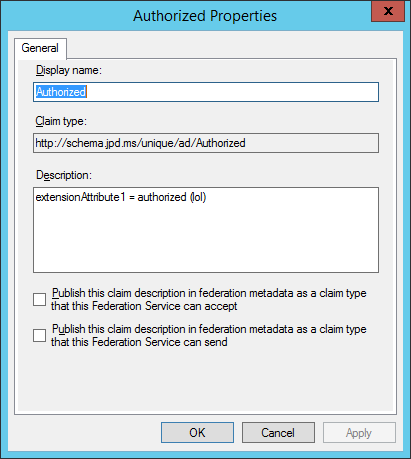 Authorized Properties
x
General
Display name:
Authorized
Claim type:
http://schema.jpd.ms/unique/ad/Authorized
Description:
extensionAttribute1 = authorized (lol)
Publish this claim description in federation metadata as a claim type
that this Federation Service can accept
Publish this claim description in federation metadata as a claim type
that this Federation Service can send
OK
Cancel
Apply